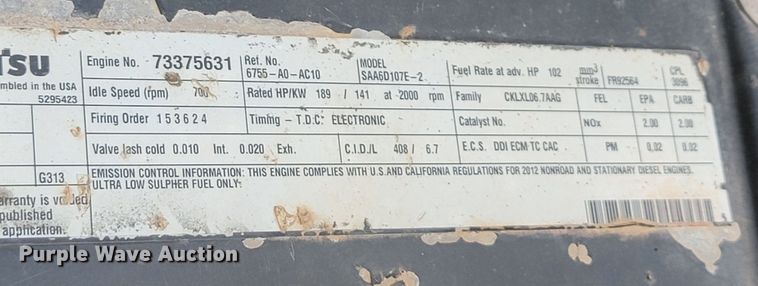 TSU
mbled in the USA
5295423
G313
arranty is voided
published
application.
Engine No. 73375631 Ref. No. 6755-A0-AC10 MODEL SAA6D107E-2 Fuel Rate at adv. HP 102 mm3 stroke FR92564 CPL 3096
Idle Speed (rpm) 700 Rated HP/KW 189 / 141 at 2000 rpm Family CKLXL06.7AAG FEL EPA CARB
Firing Order 153624 Timing - T.D.C: ELECTRONIC Catalyst No. NOx 2.00 2.00
Valve lash cold 0.010 Int. 0.020 Exh. C.I.D./L 408 / 6.7 E.C.S. DDI ECM TC CAC PM 0.02 0.02
EMISSION CONTROL INFORMATION: THIS ENGINE COMPLIES WITH U.S.AND CALIFORNIA REGULATIONS FOR 2012 NONROAD AND STATIONARY DIESEL ENGINES.
ULTRA LOW SULPHER FUEL ONLY:
Purple Wave Auction